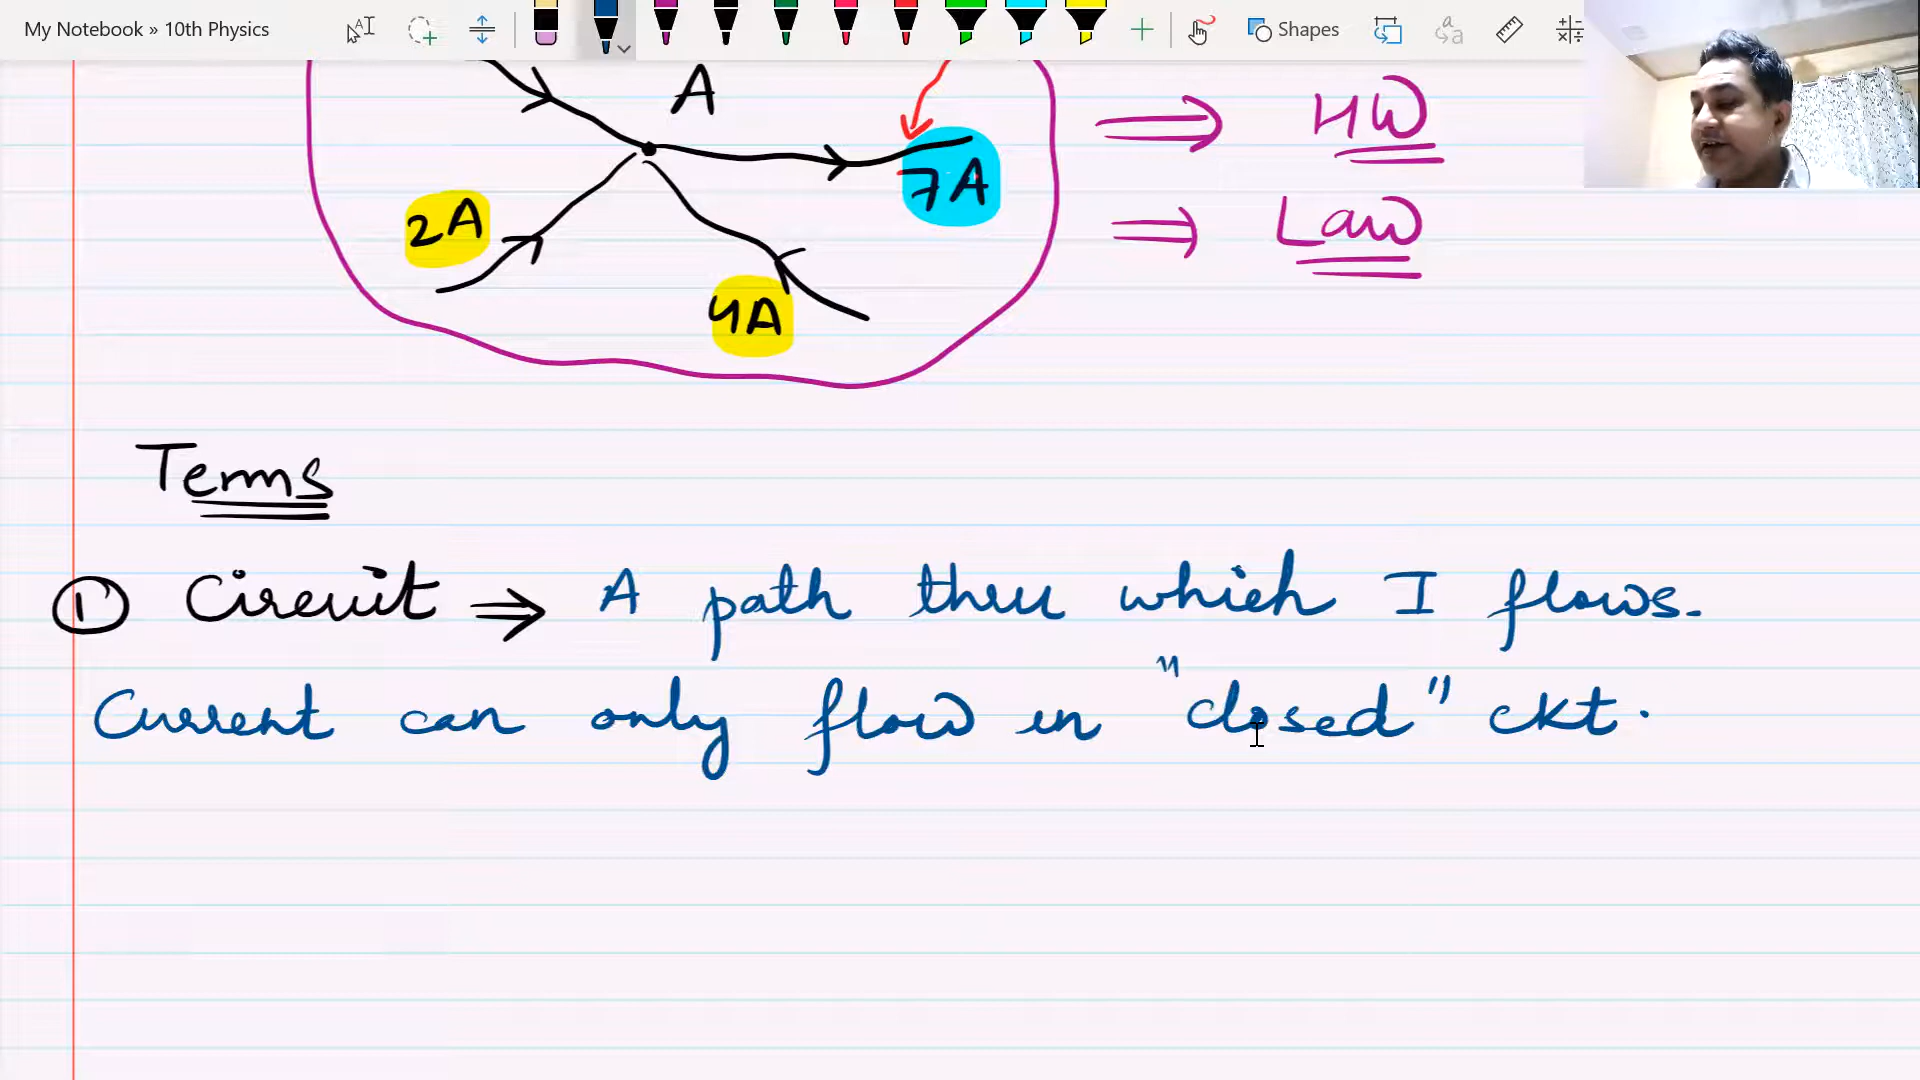 My Notebook » 10th Physics
Shapes
A
HW
7A
2A
Law
4A
Terms
① Circuit ⇒ A path thru which I flows.
Current can only flow in "closed" ckt.